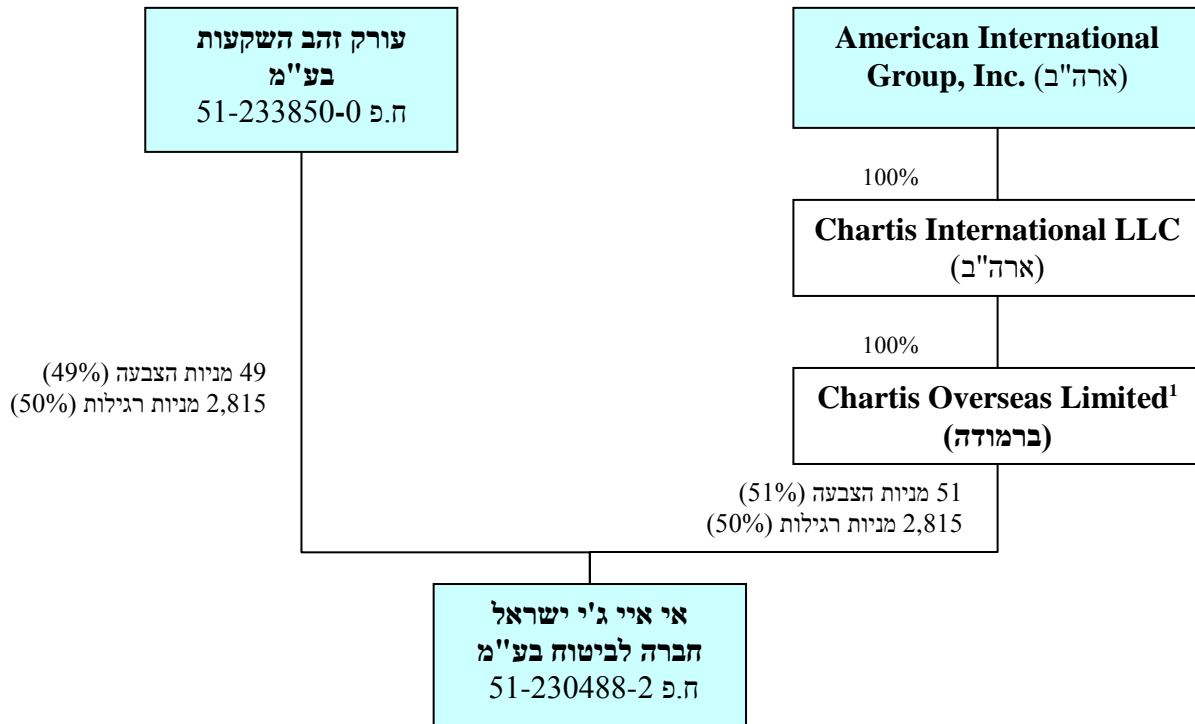 עורק זהב השקעות
בע"מ
ח.פ 51-233850-0
American International
Group, Inc. (ארה"ב)
100%
Chartis International LLC
(ארה"ב)
100%
Chartis Overseas Limited¹
(ברמודה)
49 מניות הצבעה (49%)
2,815 מניות רגילות (50%)
51 מניות הצבעה (51%)
2,815 מניות רגילות (50%)
אי איי ג'י ישראל
חברה לביטוח בע"מ
ח.פ 51-230488-2